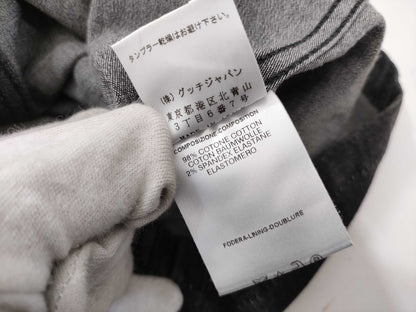 タンブラー乾燥はお避け下さい。
(株) グッチジャパン
東京都港区北青山
3丁目6番7号
MADE IN
COMPOSIZIONE COMPOSITION
98% COTONE COTTON
COTON BAUMWOLLE
2% SPANDEX ELASTANE
ELASTOMERO
FODERA-LINING-DOUBLURE